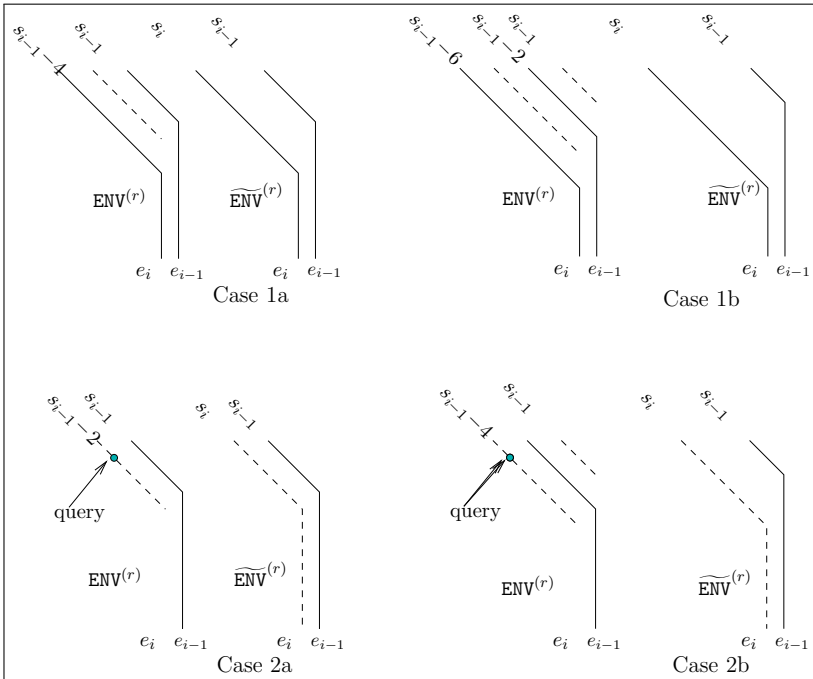 s_{i−1}−4 s_{i−1} s_i s_{i−1}
ENV^{(r)} \widetilde{ENV}^{(r)}
e_i e_{i−1} e_i e_{i−1}
Case 1a
s_{i−1}−6 s_{i−1}−2 s_{i−1} s_i s_{i−1}
ENV^{(r)} \widetilde{ENV}^{(r)}
e_i e_{i−1} e_i e_{i−1}
Case 1b
s_{i−1}−2 s_{i−1} s_i s_{i−1}
query
ENV^{(r)} \widetilde{ENV}^{(r)}
e_i e_{i−1} e_i e_{i−1}
Case 2a
s_{i−1}−4 s_{i−1} s_i s_{i−1}
query
ENV^{(r)} \widetilde{ENV}^{(r)}
e_i e_{i−1} e_i e_{i−1}
Case 2b